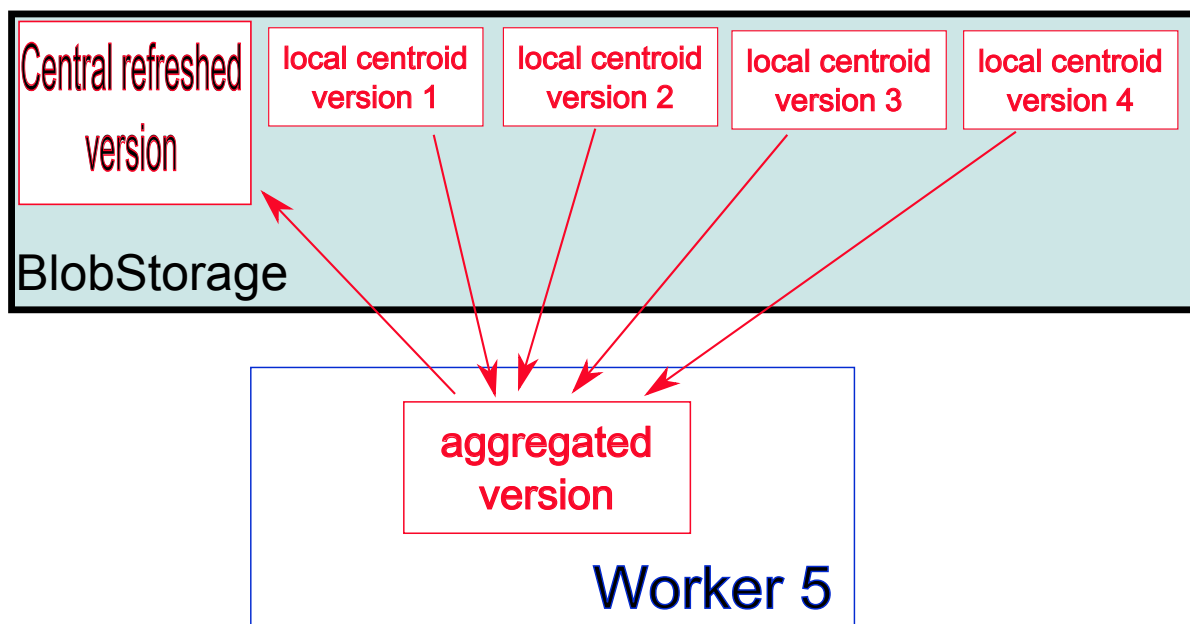 Central refreshed
version
local centroid
version 1
local centroid
version 2
local centroid
version 3
local centroid
version 4
BlobStorage
aggregated
version
Worker 5